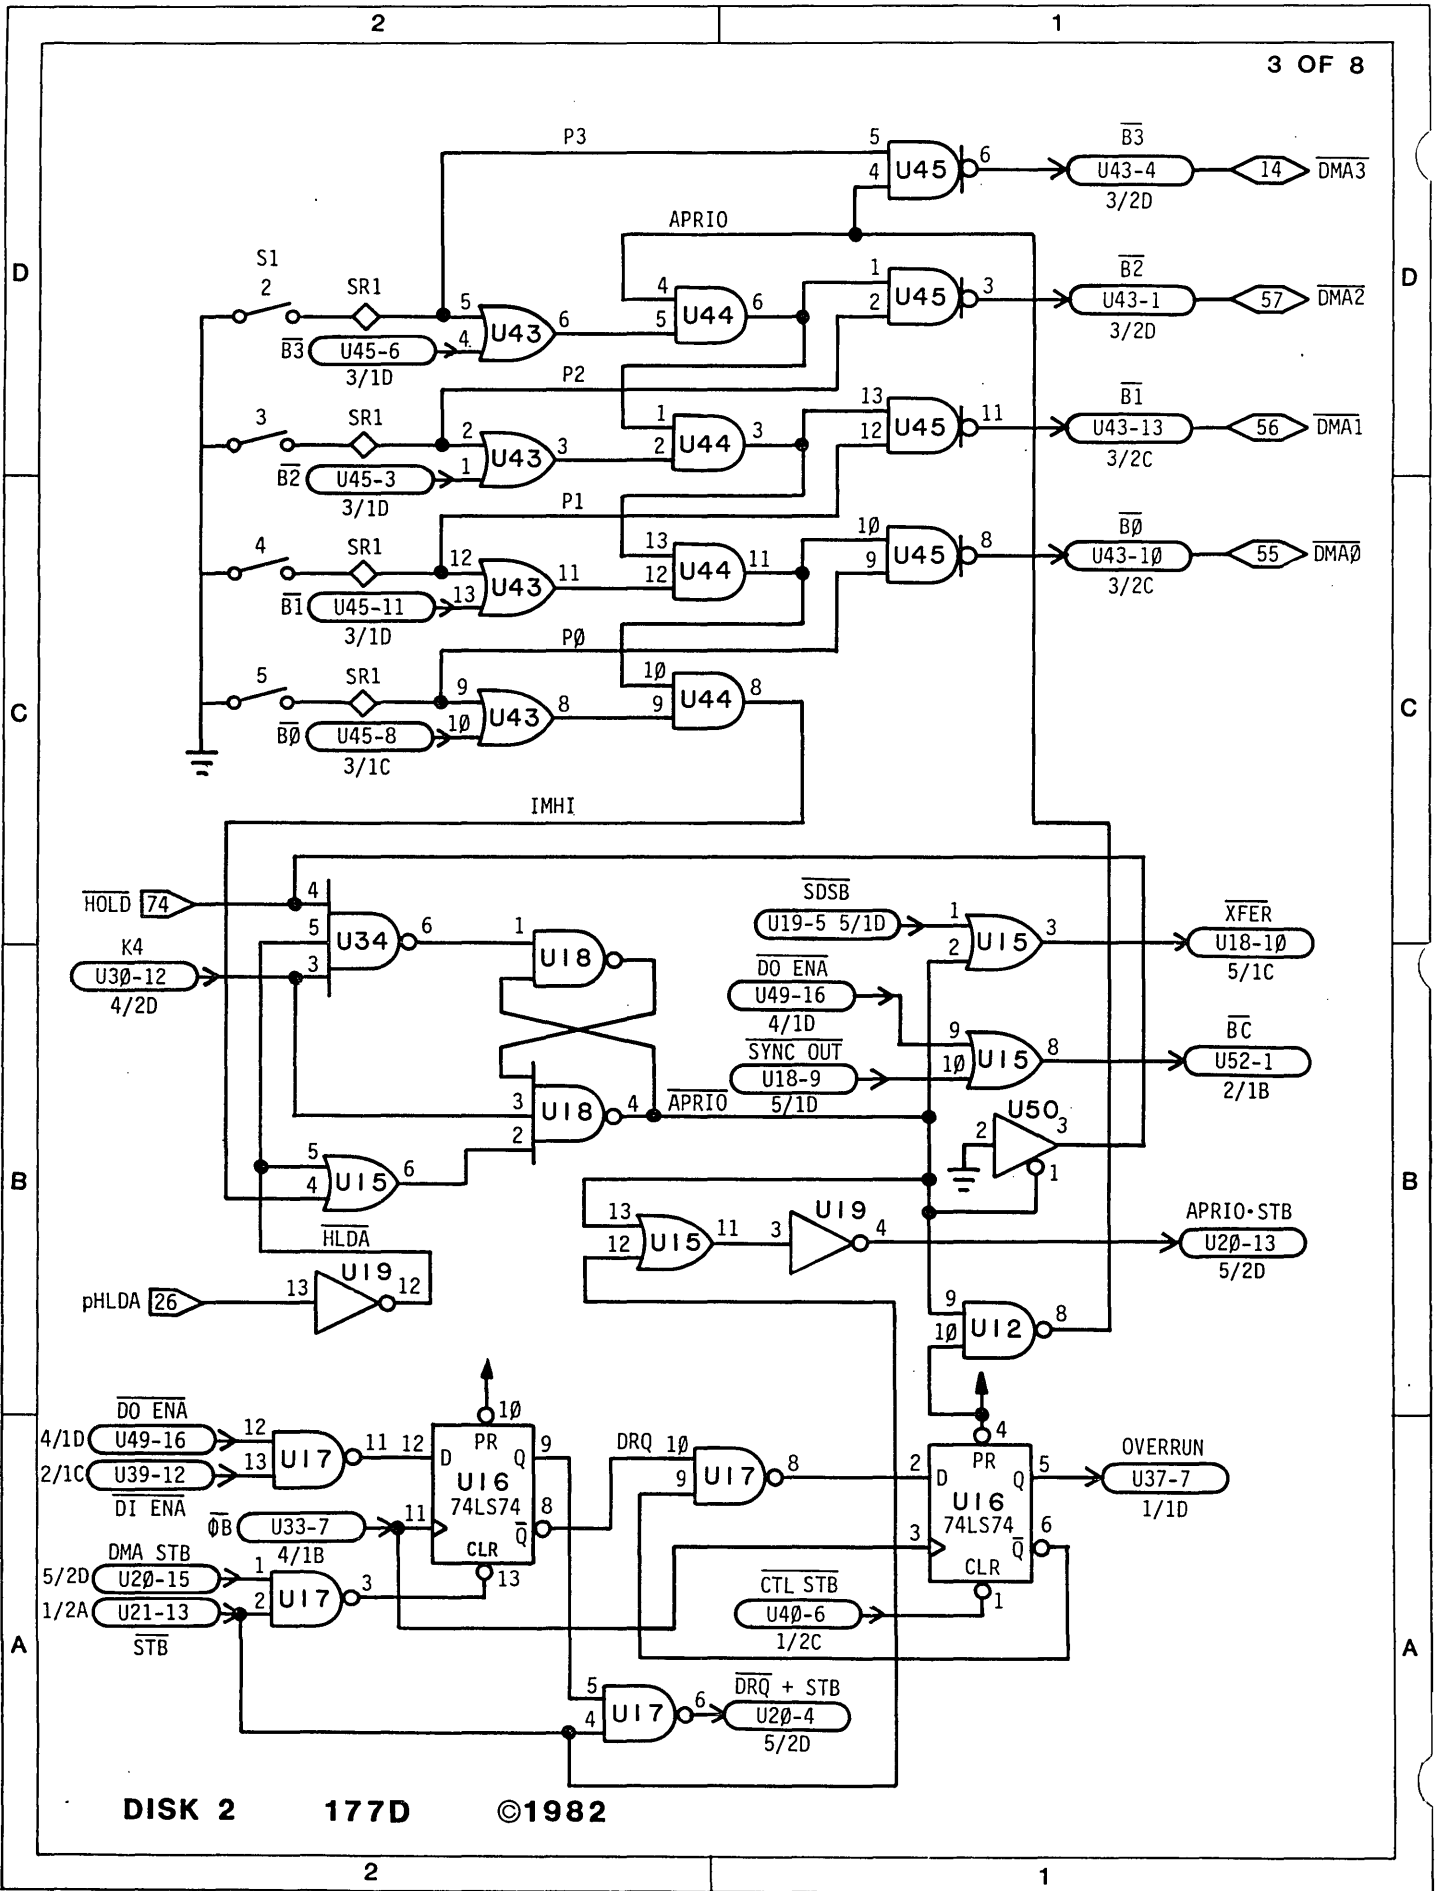 2 1
3 OF 8
P3 5 4 U45 6 B3 U43-4 3/2D 14 DMA3
APRIO
D D
S1
2 SR1 5 U43 6 4 5 U44 6 1 2 U45 3 B2 U43-1 3/2D 57 DMA2
B3 U45-6 4
3/1D
P2
3 SR1 2 U43 3 1 2 U44 3 13 12 U45 11 B1 U43-13 3/2C 56 DMA1
B2 U45-3 1
3/1D
P1
4 SR1 12 U43 11 13 12 U44 11 10 9 U45 8 BØ U43-1Ø 3/2C 55 DMAØ
B1 U45-11 13
3/1D
PØ
5 SR1 9 U43 8 1Ø 9 U44 8
BØ U45-8 1Ø
3/1C
C C
IMHI
HOLD 74 4 5 3 U34 6 1 U18
K4
U3Ø-12
4/2D
SDSB
U19-5 5/1D 1 2 U15 3 XFER U18-1Ø 5/1C
DO ENA
U49-16
4/1D
SYNC OUT
U18-9
5/1D
9 1Ø U15 8 BC U52-1 2/1B
3 2 U18 4 APRIO
U50 2 3 1
B B
5 4 U15 6
HLDA
pHLDA 26 13 U19 12
13 12 U15 11 3 U19 4 APRIO•STB U2Ø-13 5/2D
9 1Ø U12 8
DO ENA
4/1D U49-16 12
2/1C U39-12 13 U17 11
DI ENA
12 D PR 1Ø Q 9 U16 74LS74 11 Q 8 CLR 13
ΦB U33-7
4/1B
DMA STB
5/2D U2Ø-15 1
1/2A U21-13 2 U17 3
STB
DRQ 1Ø 9 U17 8
2 D PR 4 Q 5 U16 74LS74 3 Q 6 CLR 1
OVERRUN
U37-7
1/1D
CTL STB
U4Ø-6
1/2C
A A
5 4 U17 6 DRQ + STB U2Ø-4 5/2D
DISK 2 177D ©1982
2 1